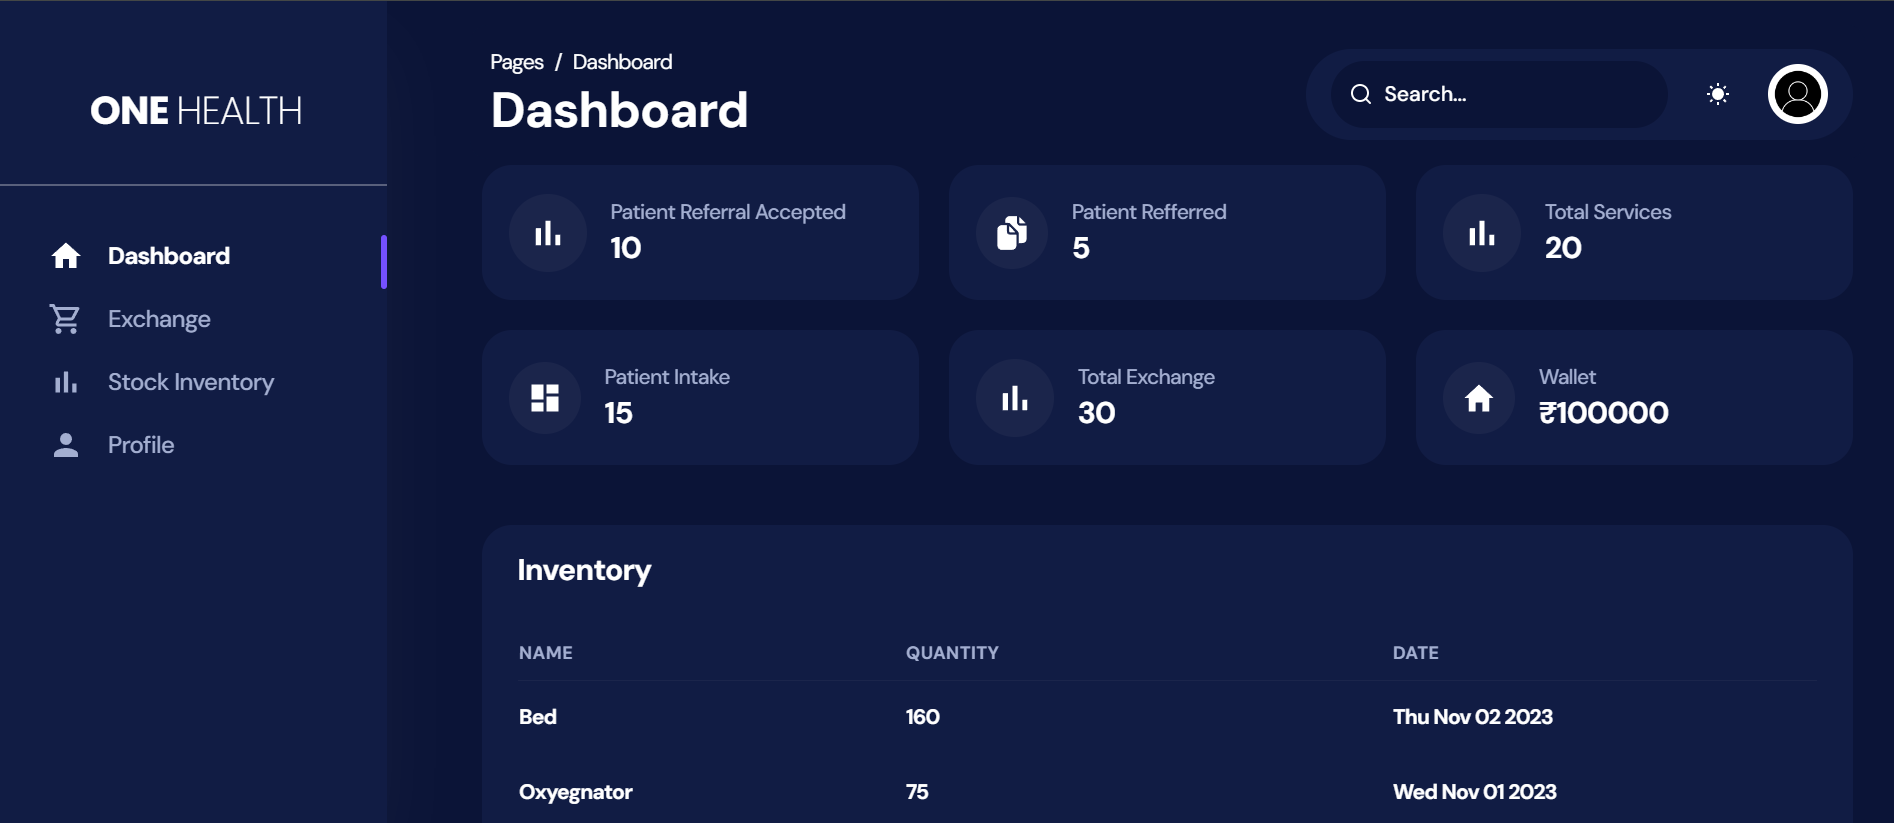 ONE HEALTH
Dashboard
Exchange
Stock Inventory
Profile
Pages / Dashboard
Dashboard
Search...
Patient Referral Accepted
10
Patient Refferred
5
Total Services
20
Patient Intake
15
Total Exchange
30
Wallet
₹100000
Inventory
NAME QUANTITY DATE
Bed 160 Thu Nov 02 2023
Oxyegnator 75 Wed Nov 01 2023